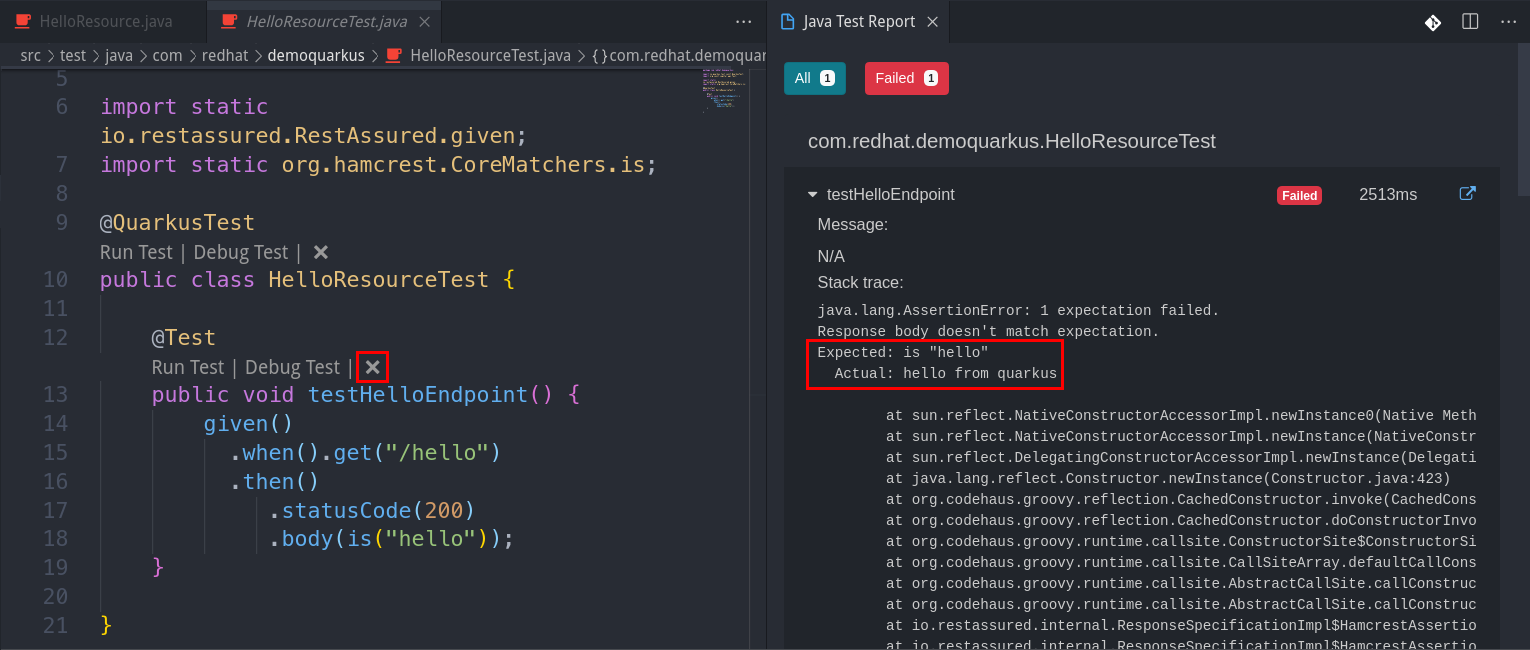 HelloResource.java
HelloResourceTest.java
src > test > java > com > redhat > demoquarkus > HelloResourceTest.java > {}com.redhat.demoquar
5
6 import static
io.restassured.RestAssured.given;
7 import static org.hamcrest.CoreMatchers.is;
8
9 @QuarkusTest
Run Test | Debug Test |
10 public class HelloResourceTest {
11
12 @Test
Run Test | Debug Test |
13 public void testHelloEndpoint() {
14 given()
15 .when().get("/hello")
16 .then()
17 .statusCode(200)
18 .body(is("hello"));
19 }
20
21 }
Java Test Report
All 1 Failed 1
com.redhat.demoquarkus.HelloResourceTest
testHelloEndpoint Failed 2513ms
Message:
N/A
Stack trace:
java.lang.AssertionError: 1 expectation failed.
Response body doesn't match expectation.
Expected: is "hello"
Actual: hello from quarkus
at sun.reflect.NativeConstructorAccessorImpl.newInstance0(Native Meth
at sun.reflect.NativeConstructorAccessorImpl.newInstance(NativeConstr
at sun.reflect.DelegatingConstructorAccessorImpl.newInstance(Delegati
at java.lang.reflect.Constructor.newInstance(Constructor.java:423)
at org.codehaus.groovy.reflection.CachedConstructor.invoke(CachedCons
at org.codehaus.groovy.reflection.CachedConstructor.doConstructorInvo
at org.codehaus.groovy.runtime.callsite.ConstructorSite$ConstructorSi
at org.codehaus.groovy.runtime.callsite.CallSiteArray.defaultCallCons
at org.codehaus.groovy.runtime.callsite.AbstractCallSite.callConstruc
at org.codehaus.groovy.runtime.callsite.AbstractCallSite.callConstruc
at io.restassured.internal.ResponseSpecificationImpl$HamcrestAssertio
at io.restassured.internal.ResponseSpecificationImpl$HamcrestAssertio